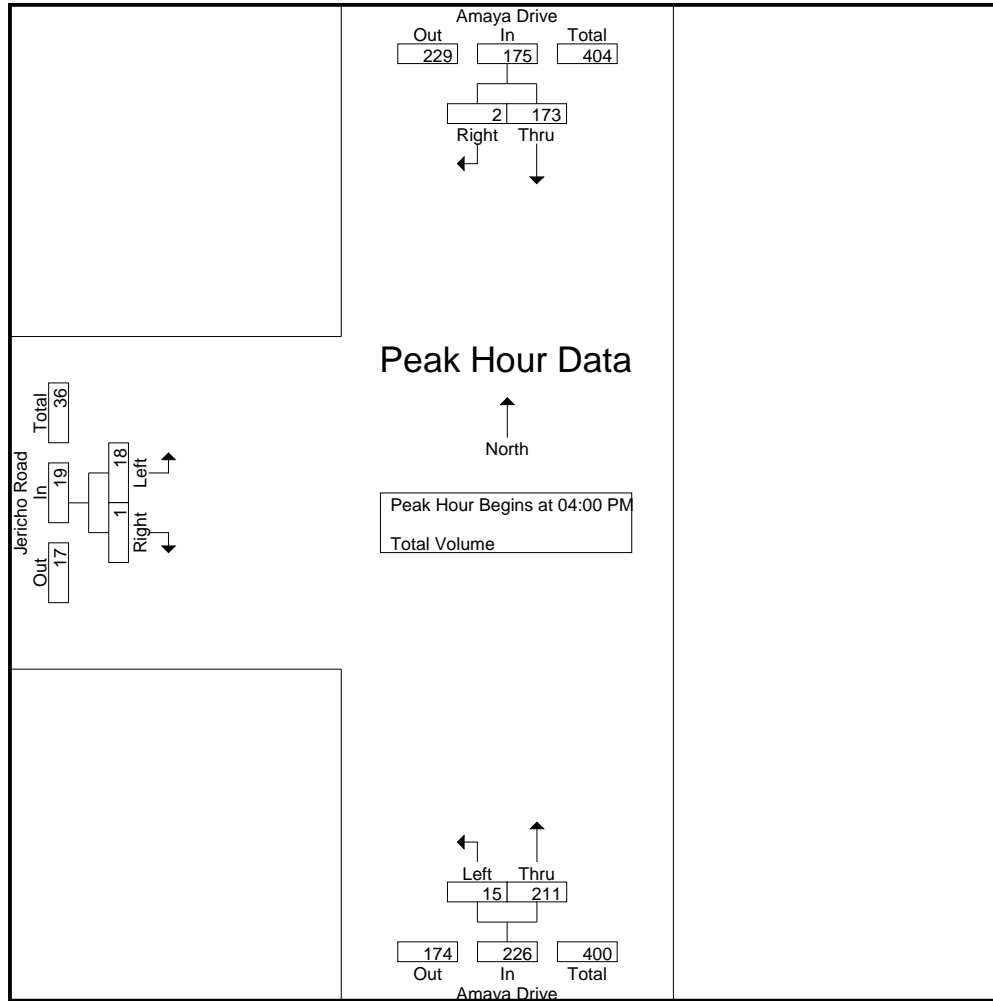 Amaya Drive
Out In Total
229 175 404
2 173
Right Thru
Peak Hour Data
North
Peak Hour Begins at 04:00 PM
Total Volume
Jericho Road
Out In Total
17 19 36
1 18
Right Left
Left Thru
15 211
174 226 400
Out In Total
Amaya Drive